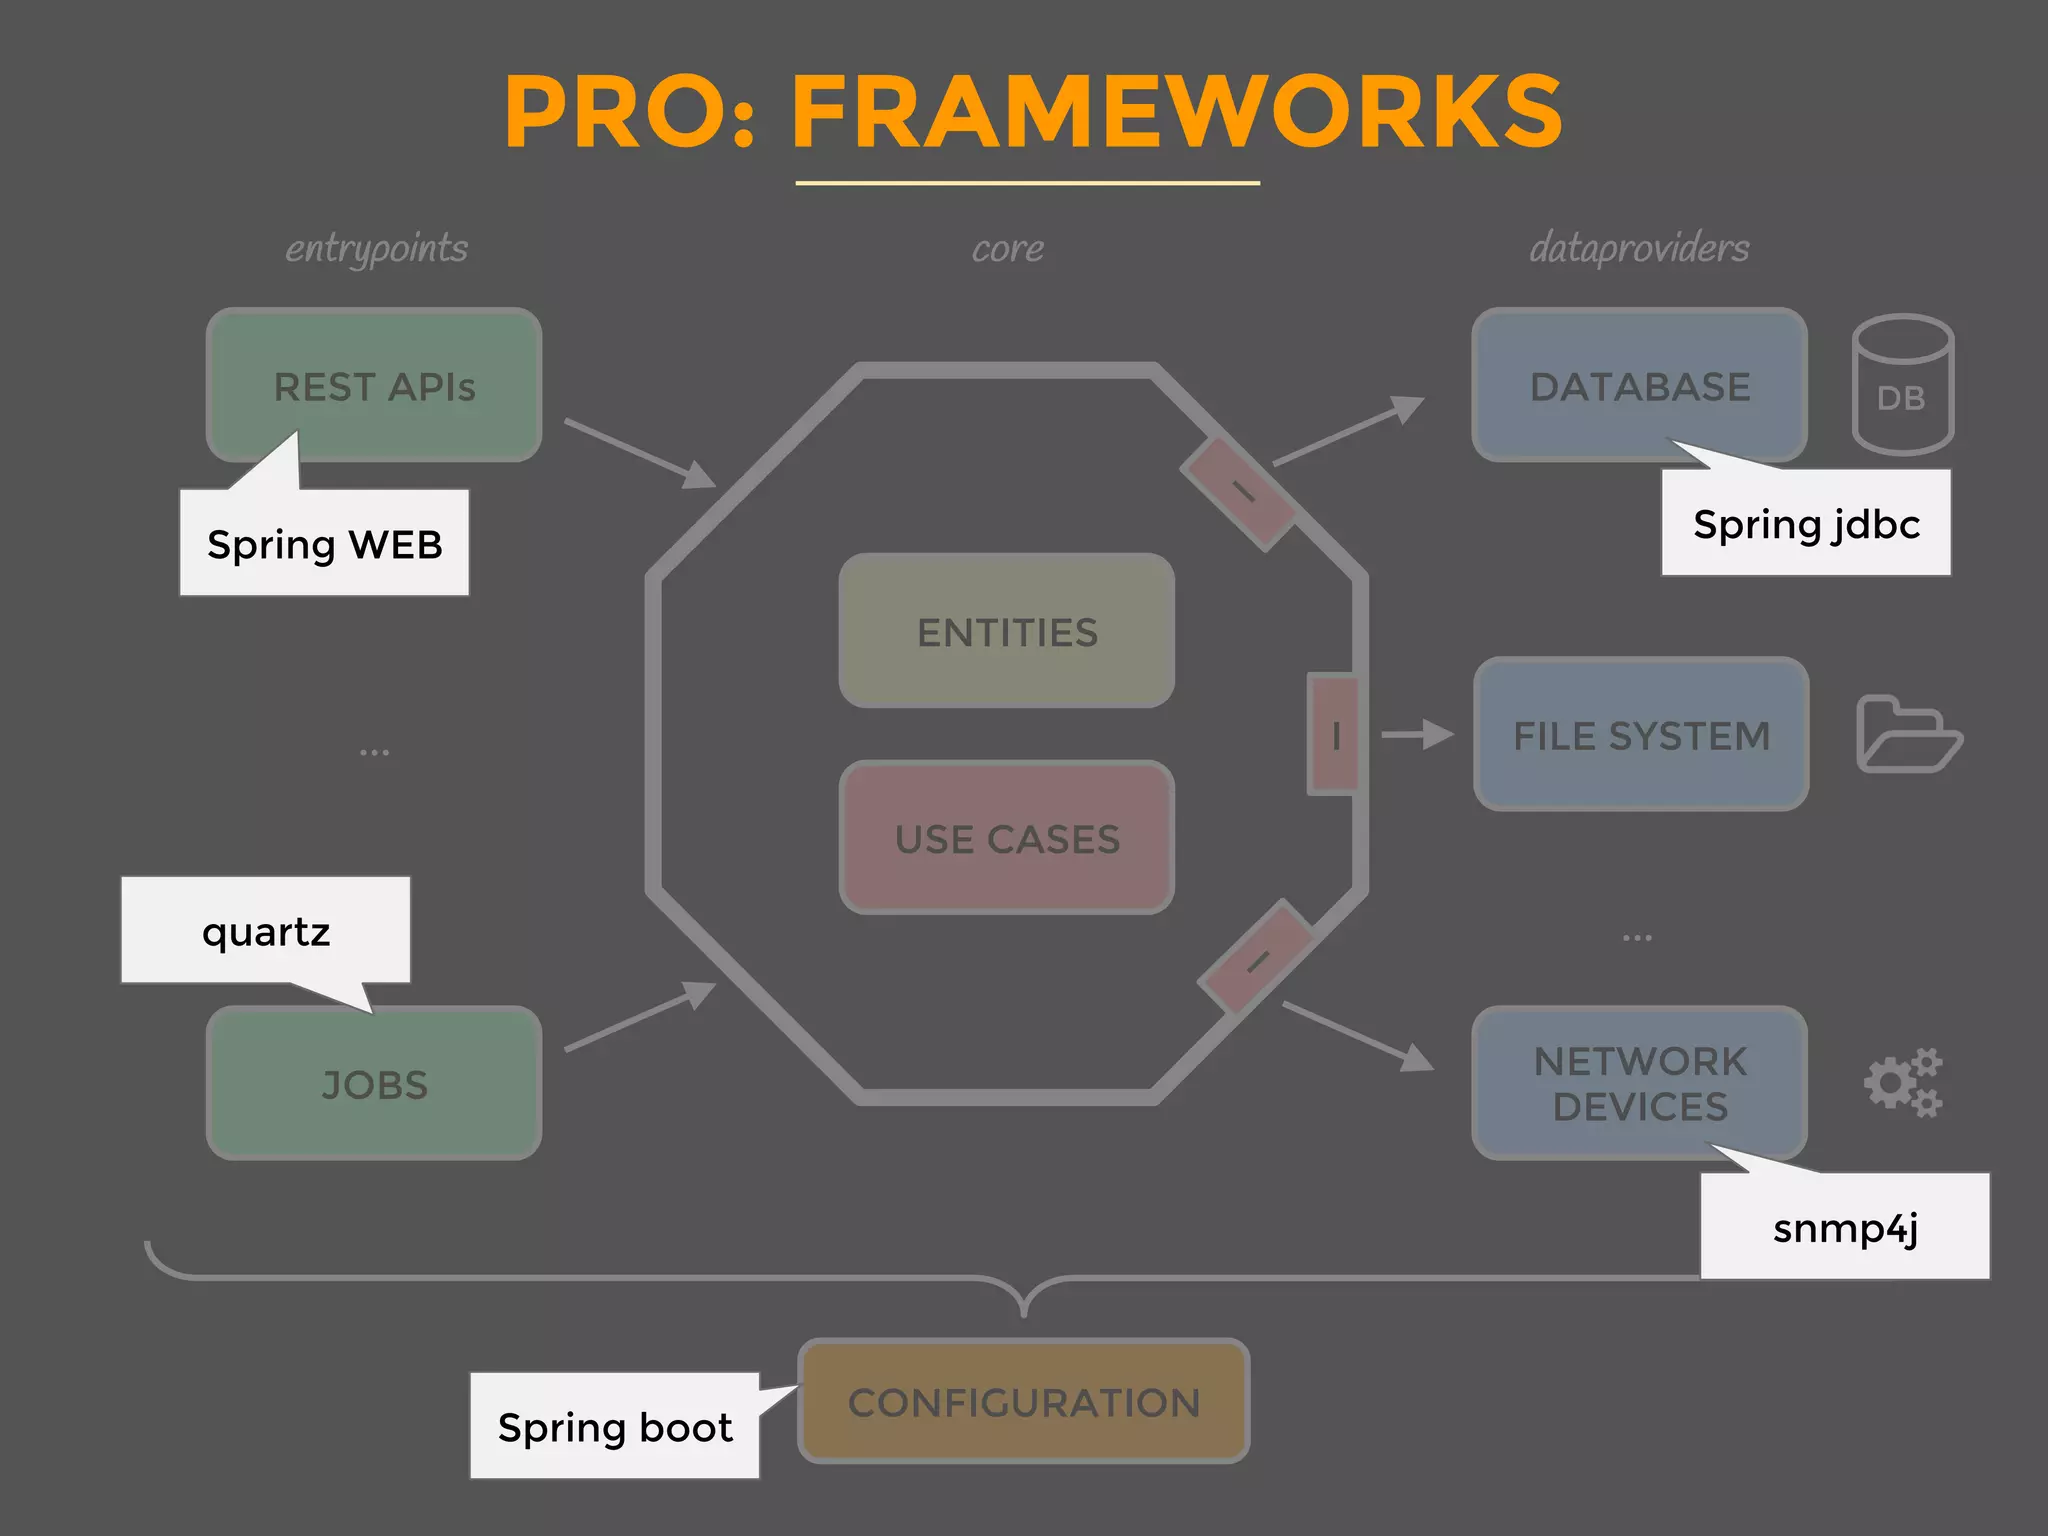 PRO: FRAMEWORKS
entrypoints
core
dataproviders
REST APIs
DATABASE
DB
Spring WEB
Spring jdbc
I
ENTITIES
I
FILE SYSTEM
...
USE CASES
quartz
I
...
JOBS
NETWORK
DEVICES
snmp4j
CONFIGURATION
Spring boot